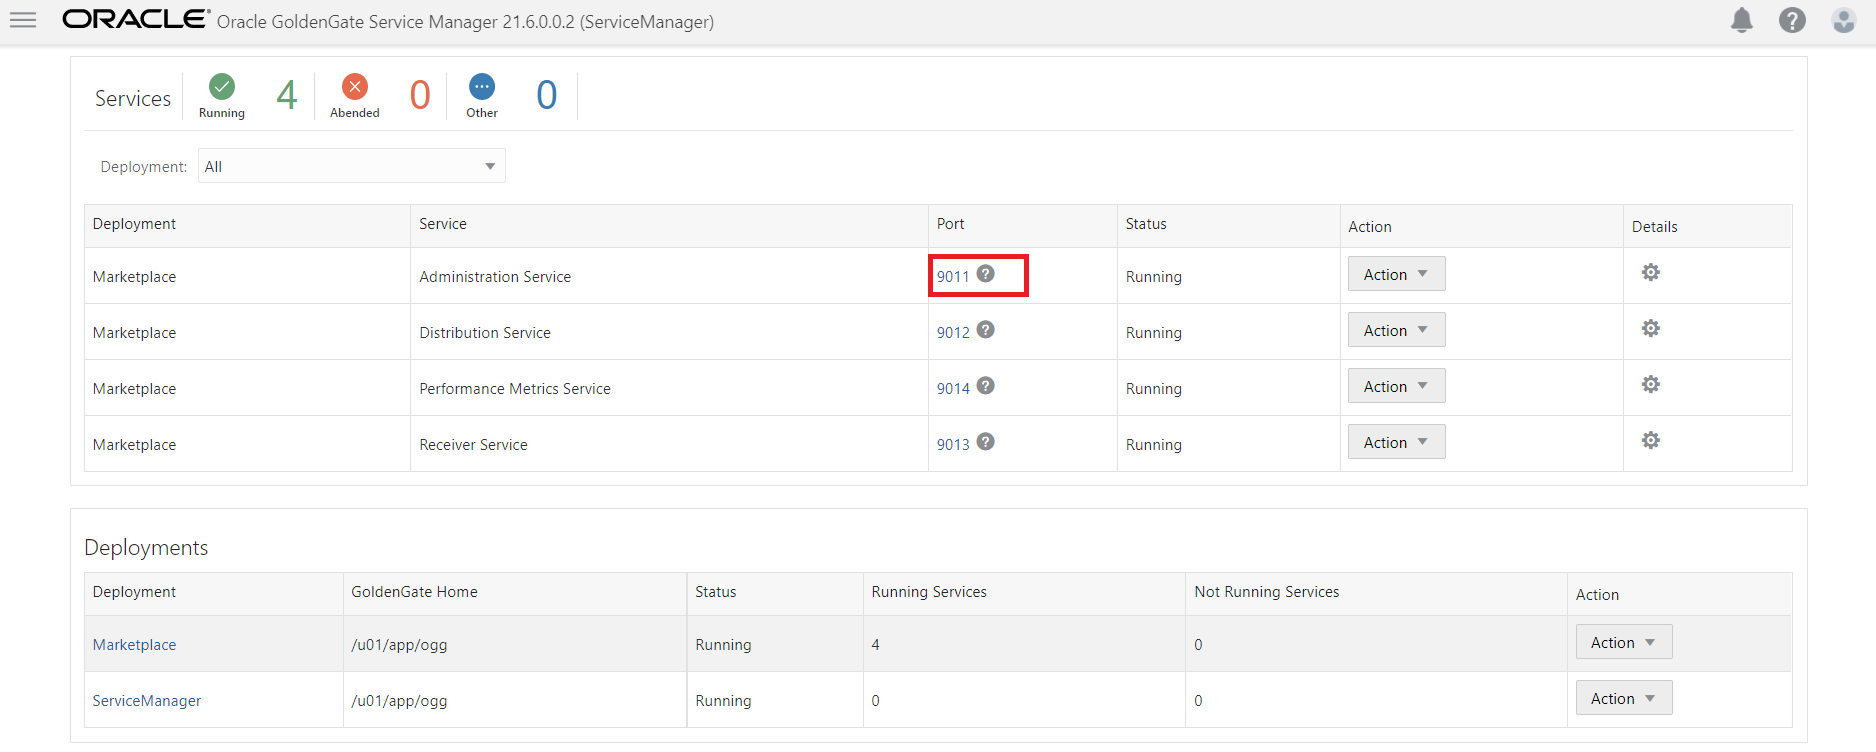 ORACLE® Oracle GoldenGate Service Manager 21.6.0.0.2 (ServiceManager)
Services Running 4 Abended 0 Other 0
Deployment: All
Deployment Service Port Status Action Details
Marketplace Administration Service 9011 ? Running Action
Marketplace Distribution Service 9012 ? Running Action
Marketplace Performance Metrics Service 9014 ? Running Action
Marketplace Receiver Service 9013 ? Running Action
Deployments
Deployment GoldenGate Home Status Running Services Not Running Services Action
Marketplace /u01/app/ogg Running 4 0 Action
ServiceManager /u01/app/ogg Running 0 0 Action